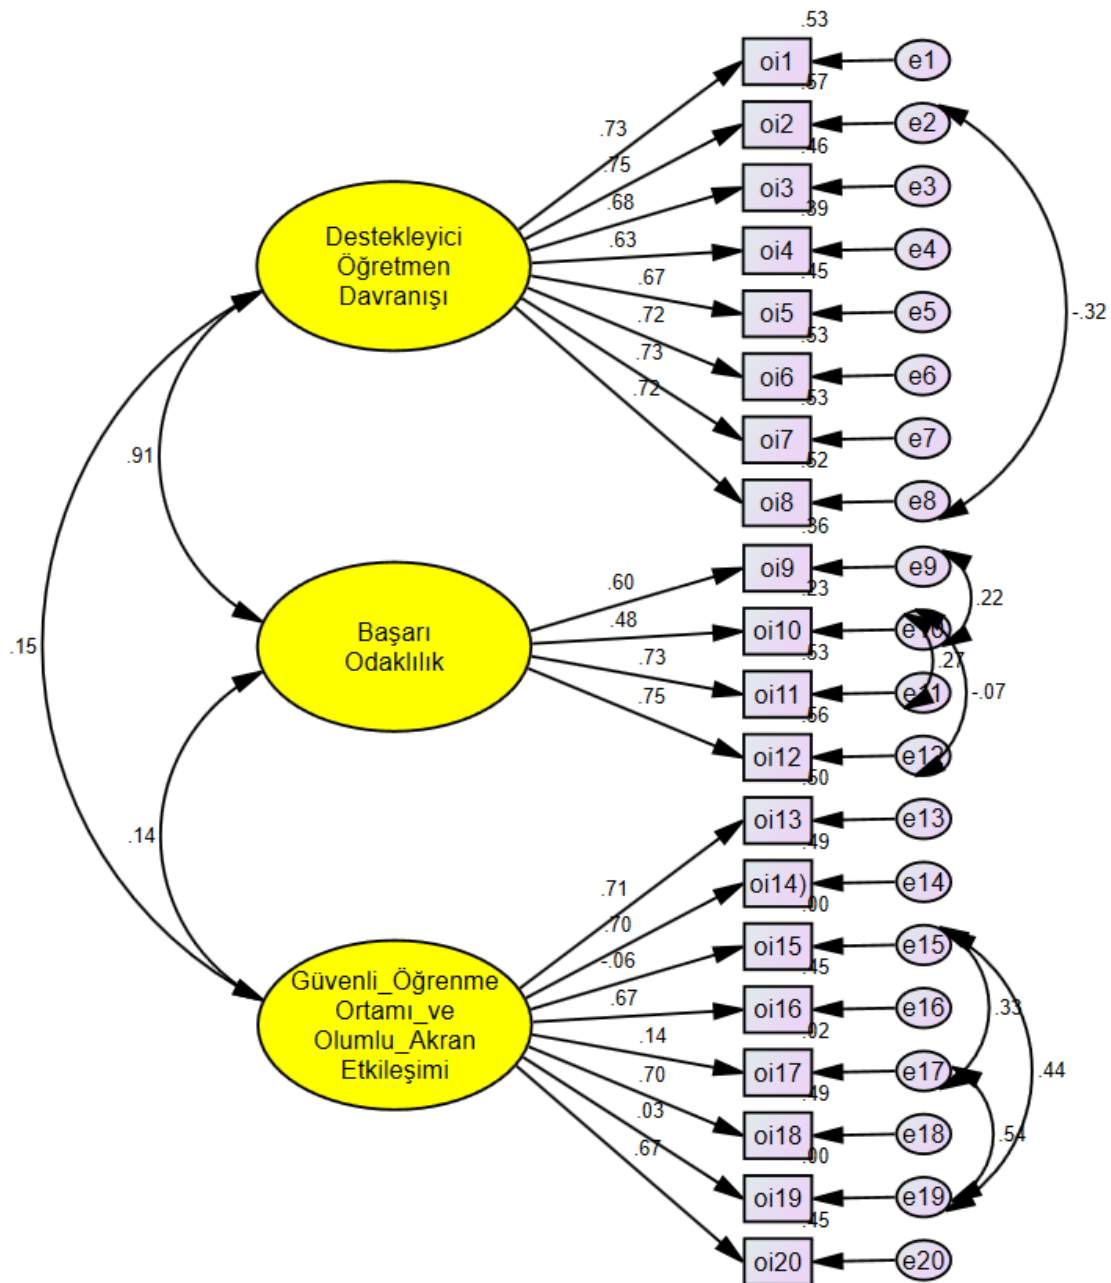 .53
oi1
e1
.57
oi2
e2
.73
.46
.75
oi3
e3
.68
.39
Destekleyici
Öğretmen
Davranışı
.63
oi4
e4
.45
.67
oi5
e5
-.32
.72
.53
.73
oi6
e6
.72
.53
oi7
e7
.91
.52
oi8
e8
.36
oi9
e9
.60
.23
.22
.48
oi10
e10
Başarı
Odaklılık
.15
.53
.27
.73
oi11
e11
-.07
.75
.56
oi12
e12
.50
oi13
e13
.14
.49
oi14)
e14
.71
.00
.70
oi15
e15
-.06
.45
Güvenli_Öğrenme
Ortamı_ve
Olumlu_Akran
Etkileşimi
.67
oi16
e16
.33
.02
.14
oi17
e17
.44
.70
.49
.03
oi18
e18
.54
.67
.00
oi19
e19
.45
oi20
e20